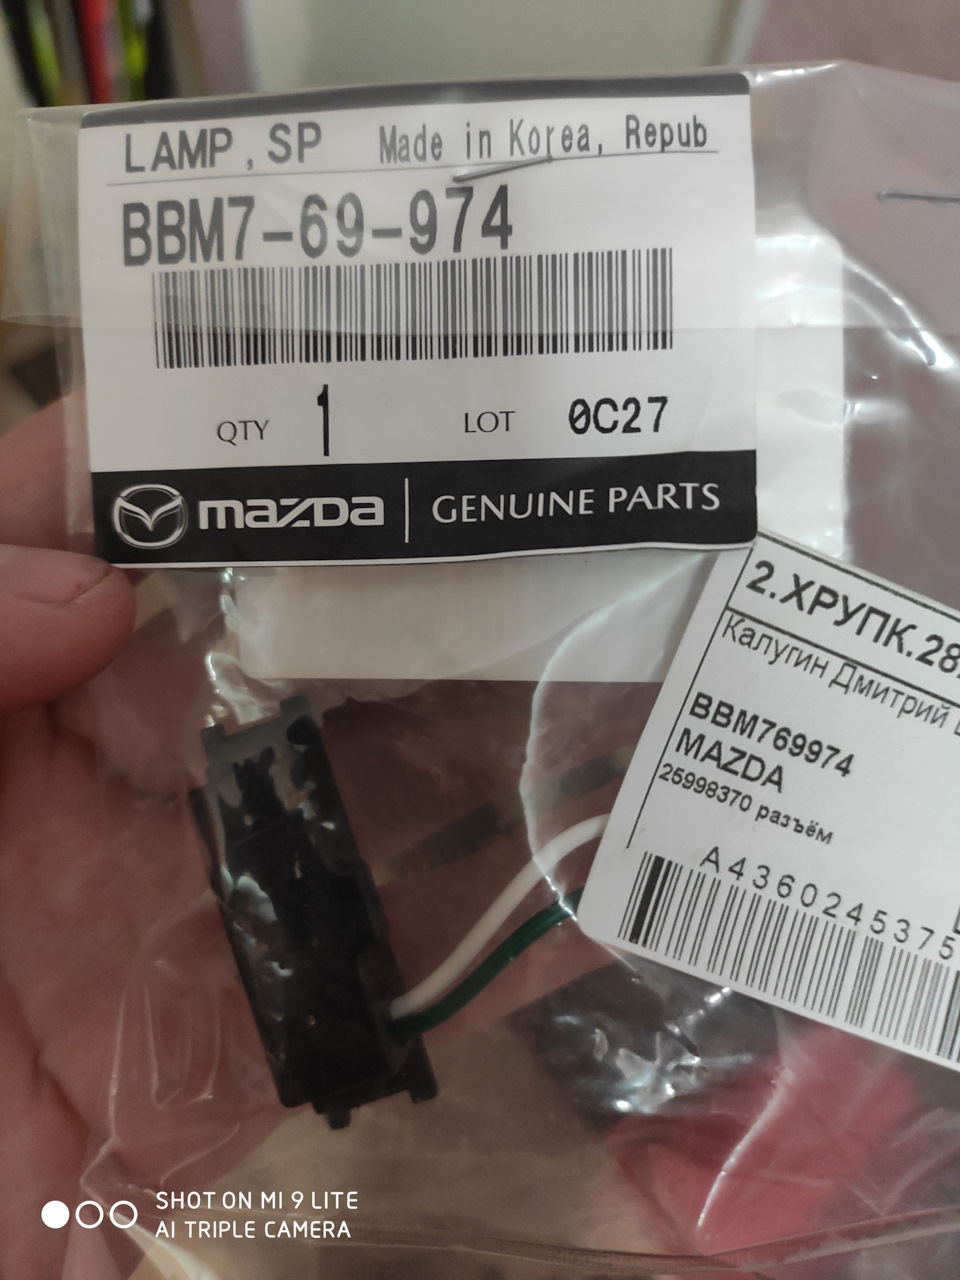 LAMP, SP Made in Korea, Repub
BBM7-69-974
QTY 1 LOT 0C27
mazda GENUINE PARTS
2.ХРУПК.28
Калугин Дмитрий
BBM769974
MAZDA
25998370 разъём
A4360245375
SHOT ON MI 9 LITE
AI TRIPLE CAMERA